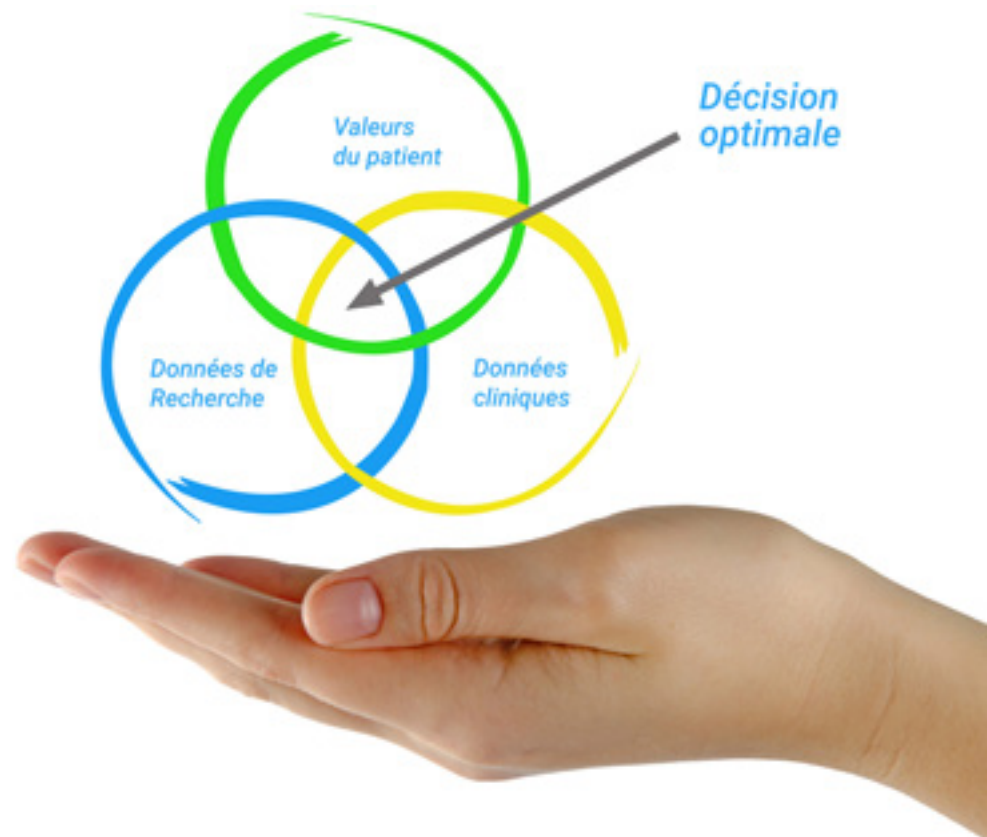 Valeurs
du patient
Décision
optimale
Données de
Recherche
Données
cliniques